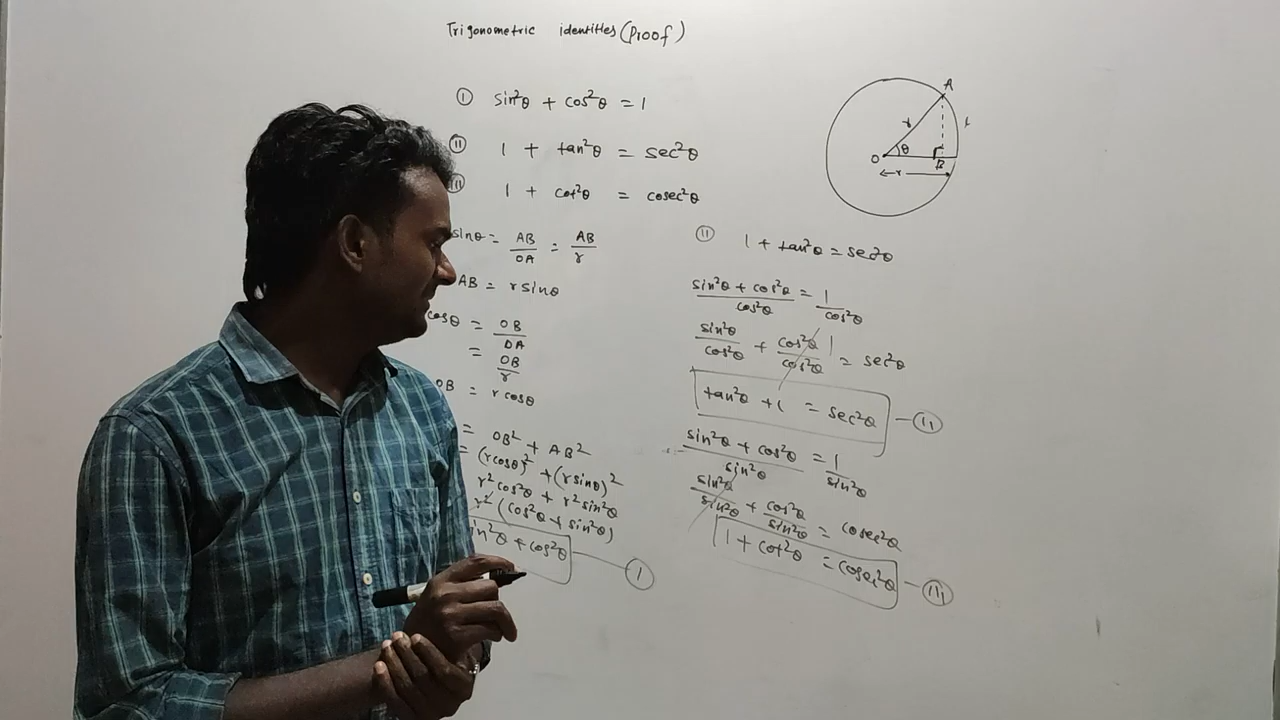 Trigonometric identities (Proof)
① sin²θ + cos²θ = 1
② 1 + tan²θ = sec²θ
③ 1 + cot²θ = cosec²θ
A
r
O θ B
r
sinθ = AB/OA = AB/r
AB = r sinθ
cosθ = OB/OA
= OB/r
OB = r cosθ
= OB² + AB²
= (r cosθ)² + (r sinθ)²
r² cos²θ + r² sin²θ
r² (cos²θ + sin²θ)
sin²θ + cos²θ — ①
② 1 + tan²θ = sec²θ
(sin²θ + cos²θ)/cos²θ = 1/cos²θ
sin²θ/cos²θ + cos²θ/cos²θ 1 = sec²θ
tan²θ + 1 = sec²θ — ②
(sin²θ + cos²θ)/sin²θ = 1/sin²θ
sin²θ/sin²θ + cos²θ/sin²θ = cosec²θ
1 + cot²θ = cosec²θ — ③